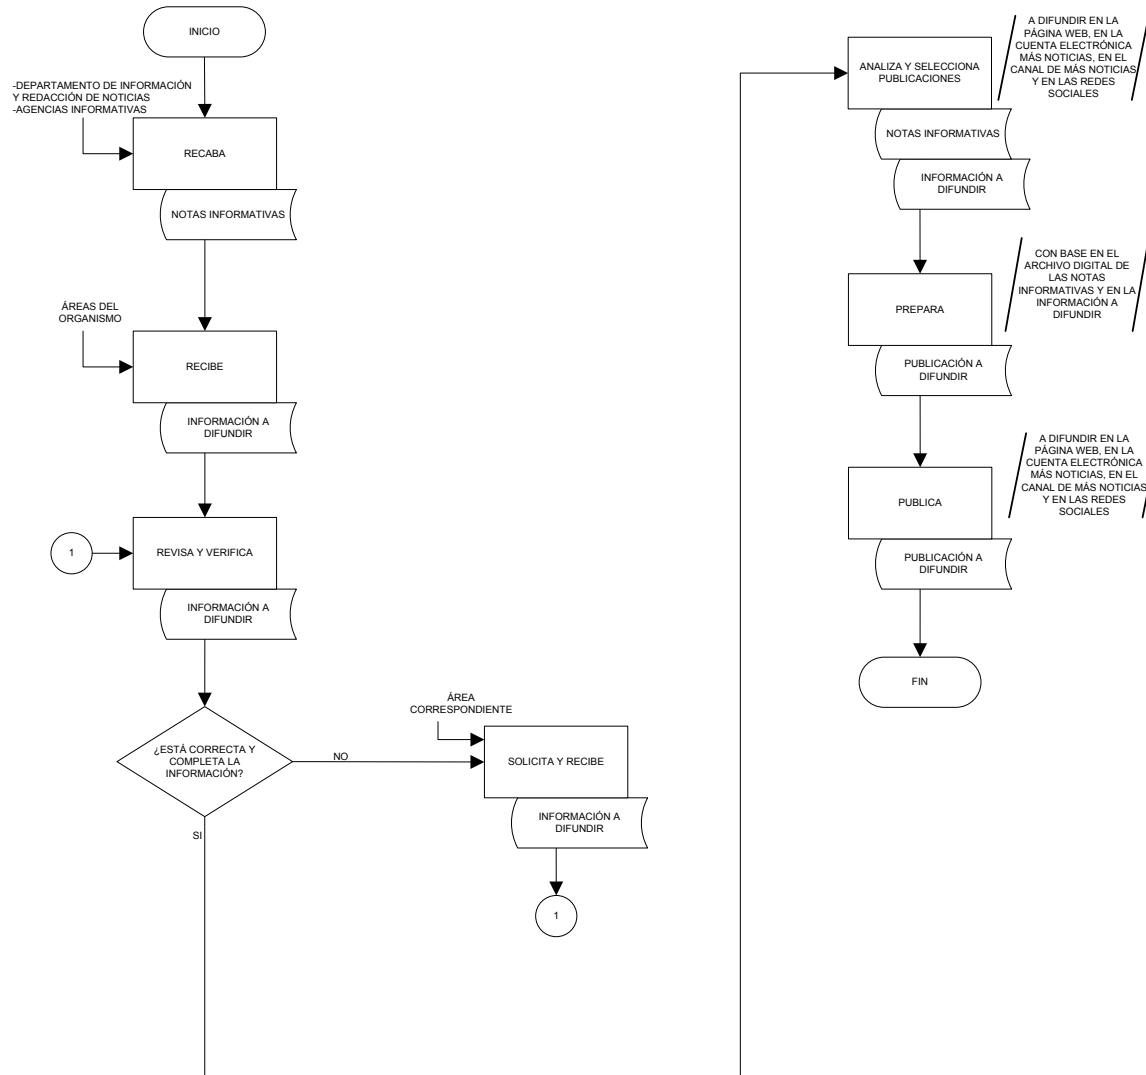 INICIO
-DEPARTAMENTO DE INFORMACIÓN
Y REDACCIÓN DE NOTICIAS
-AGENCIAS INFORMATIVAS
RECABA
NOTAS INFORMATIVAS
ÁREAS DEL
ORGANISMO
RECIBE
INFORMACIÓN A
DIFUNDIR
1
REVISA Y VERIFICA
INFORMACIÓN A
DIFUNDIR
¿ESTÁ CORRECTA Y
COMPLETA LA
INFORMACIÓN?
NO
SI
ÁREA
CORRESPONDIENTE
SOLICITA Y RECIBE
INFORMACIÓN A
DIFUNDIR
1
ANALIZA Y SELECCIONA
PUBLICACIONES
A DIFUNDIR EN LA
PÁGINA WEB, EN LA
CUENTA ELECTRÓNICA
MÁS NOTICIAS, EN EL
CANAL DE MÁS NOTICIAS
Y EN LAS REDES
SOCIALES
NOTAS INFORMATIVAS
INFORMACIÓN A
DIFUNDIR
PREPARA
CON BASE EN EL
ARCHIVO DIGITAL DE
LAS NOTAS
INFORMATIVAS Y EN LA
INFORMACIÓN A
DIFUNDIR
PUBLICACIÓN A
DIFUNDIR
PUBLICA
A DIFUNDIR EN LA
PÁGINA WEB, EN LA
CUENTA ELECTRÓNICA
MÁS NOTICIAS, EN EL
CANAL DE MÁS NOTICIAS
Y EN LAS REDES
SOCIALES
PUBLICACIÓN A
DIFUNDIR
FIN